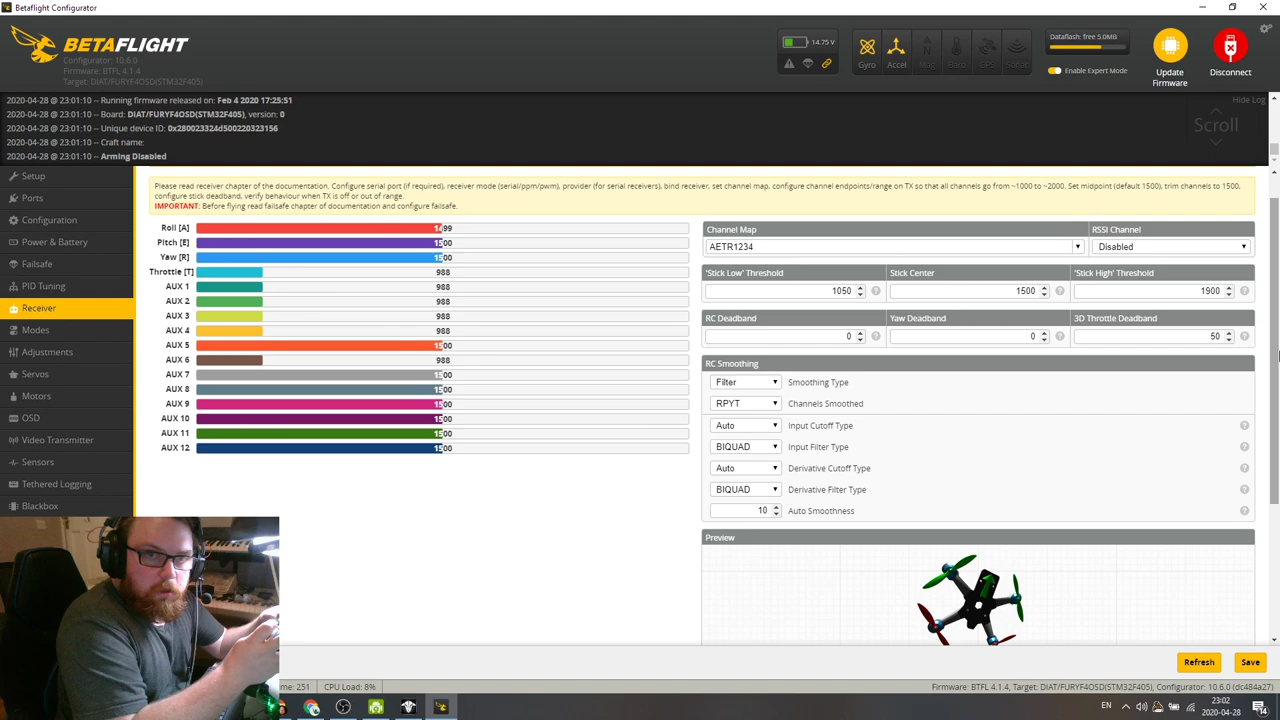 Betaflight Configurator
BETAFLIGHT
Configurator: 10.6.0
Firmware: BTFL 4.1.4
Target: DIAT/FURYF4OSD(STM32F405)
14.75 V
Gyro
Accel
Mag
Baro
GPS
Sonar
Dataflash: free 5.0MB
Enable Expert Mode
Update Firmware
Disconnect
2020-04-28 @ 23:01:10 -- Running firmware released on: Feb 4 2020 17:25:51
2020-04-28 @ 23:01:10 -- Board: DIAT/FURYF4OSD(STM32F405), version: 0
2020-04-28 @ 23:01:10 -- Unique device ID: 0x280023324d500220323156
2020-04-28 @ 23:01:10 -- Craft name:
2020-04-28 @ 23:01:10 -- Arming Disabled
Hide Log
Scroll
Setup
Ports
Configuration
Power & Battery
Failsafe
PID Tuning
Receiver
Modes
Adjustments
Servos
Motors
OSD
Video Transmitter
Sensors
Tethered Logging
Blackbox
Please read receiver chapter of the documentation. Configure serial port (if required), receiver mode (serial/ppm/pwm), provider (for serial receivers), bind receiver, set channel map, configure channel endpoints/range on TX so that all channels go from ~1000 to ~2000. Set midpoint (default 1500), trim channels to 1500,
configure stick deadband, verify behaviour when TX is off or out of range.
IMPORTANT: Before flying read failsafe chapter of documentation and configure failsafe.
Roll [A] 1499
Pitch [E] 1500
Yaw [R] 1500
Throttle [T] 988
AUX 1 988
AUX 2 988
AUX 3 988
AUX 4 988
AUX 5 1500
AUX 6 988
AUX 7 1500
AUX 8 1500
AUX 9 1500
AUX 10 1500
AUX 11 1500
AUX 12 1500
Channel Map RSSI Channel
AETR1234 Disabled
'Stick Low' Threshold Stick Center 'Stick High' Threshold
1050 1500 1900
RC Deadband Yaw Deadband 3D Throttle Deadband
0 0 50
RC Smoothing
Filter Smoothing Type
RPYT Channels Smoothed
Auto Input Cutoff Type
BIQUAD Input Filter Type
Auto Derivative Cutoff Type
BIQUAD Derivative Filter Type
10 Auto Smoothness
Preview
Refresh Save
me: 251 CPU Load: 8% Firmware: BTFL 4.1.4, Target: DIAT/FURYF4OSD(STM32F405), Configurator: 10.6.0 (dc484a27)
EN
23:02
2020-04-28
14